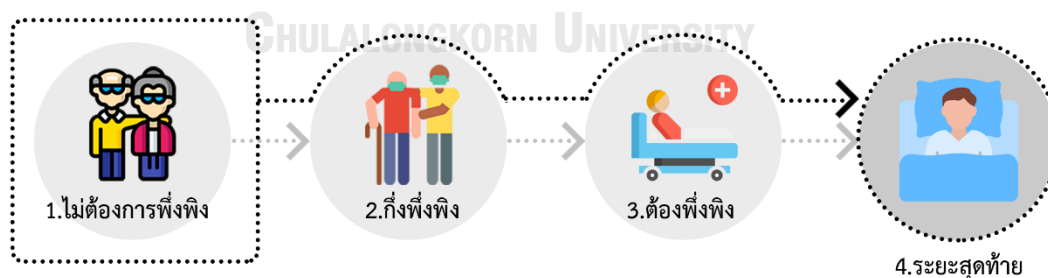 CHULALONGKORN UNIVERSITY
1.ไม่ต้องการพึ่งพิง
2.กึ่งพึ่งพิง
3.ต้องพึ่งพิง
4.ระยะสุดท้าย